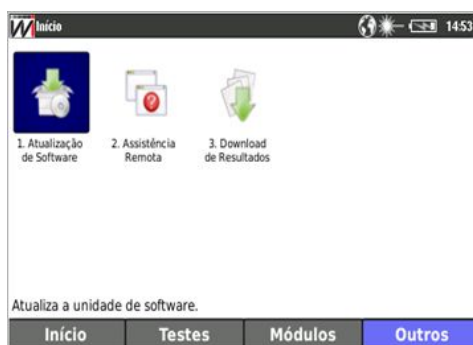 Início
14:53
1. Atualização
de Software
2. Assistência
Remota
3. Download
de Resultados
Atualiza a unidade de software.
Início Testes Módulos Outros